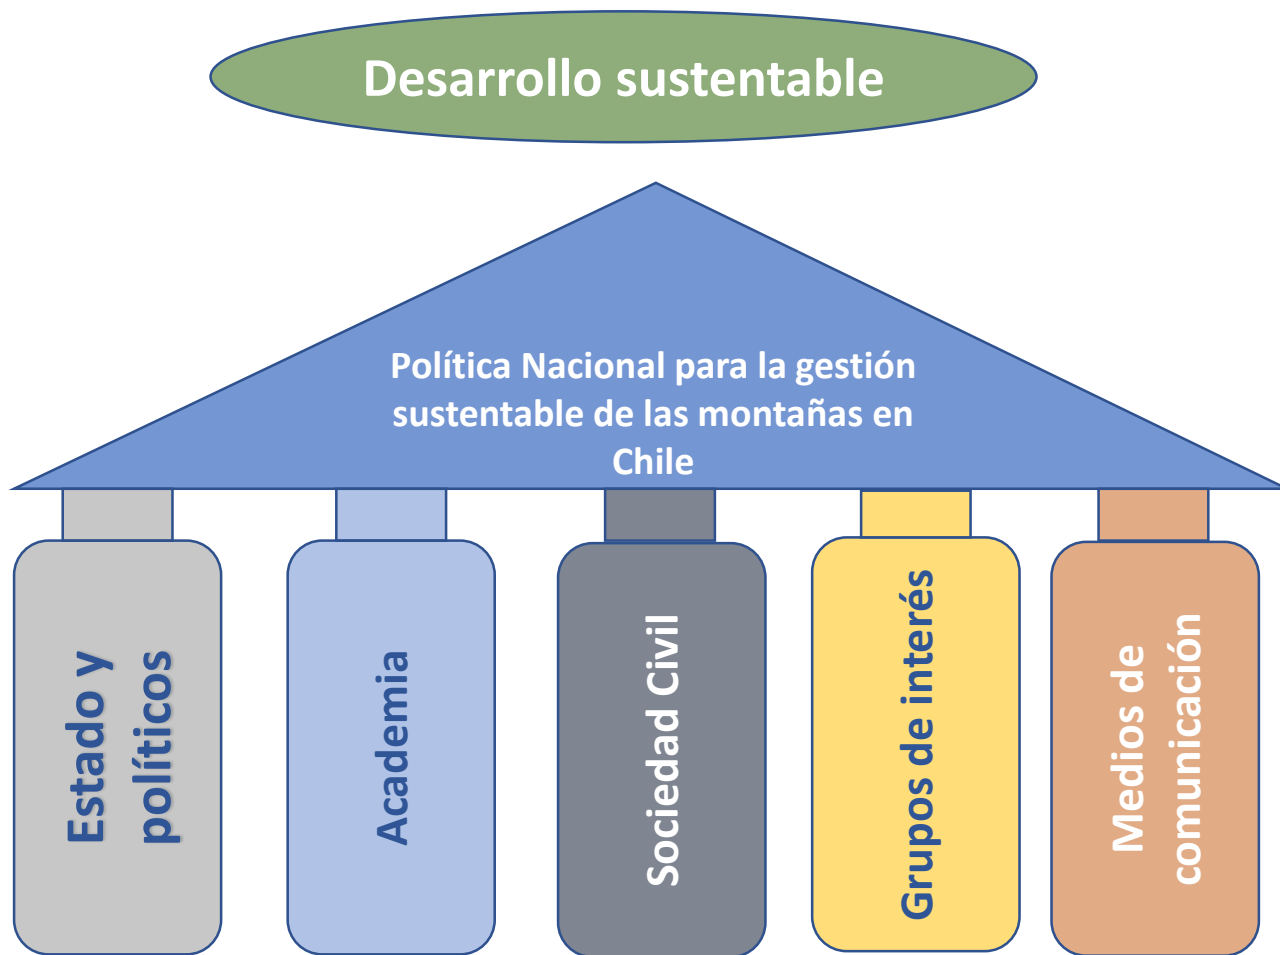 Desarrollo sustentable
Política Nacional para la gestión
sustentable de las montañas en
Chile
Estado y
políticos
Academia
Sociedad Civil
Grupos de interés
Medios de
comunicación